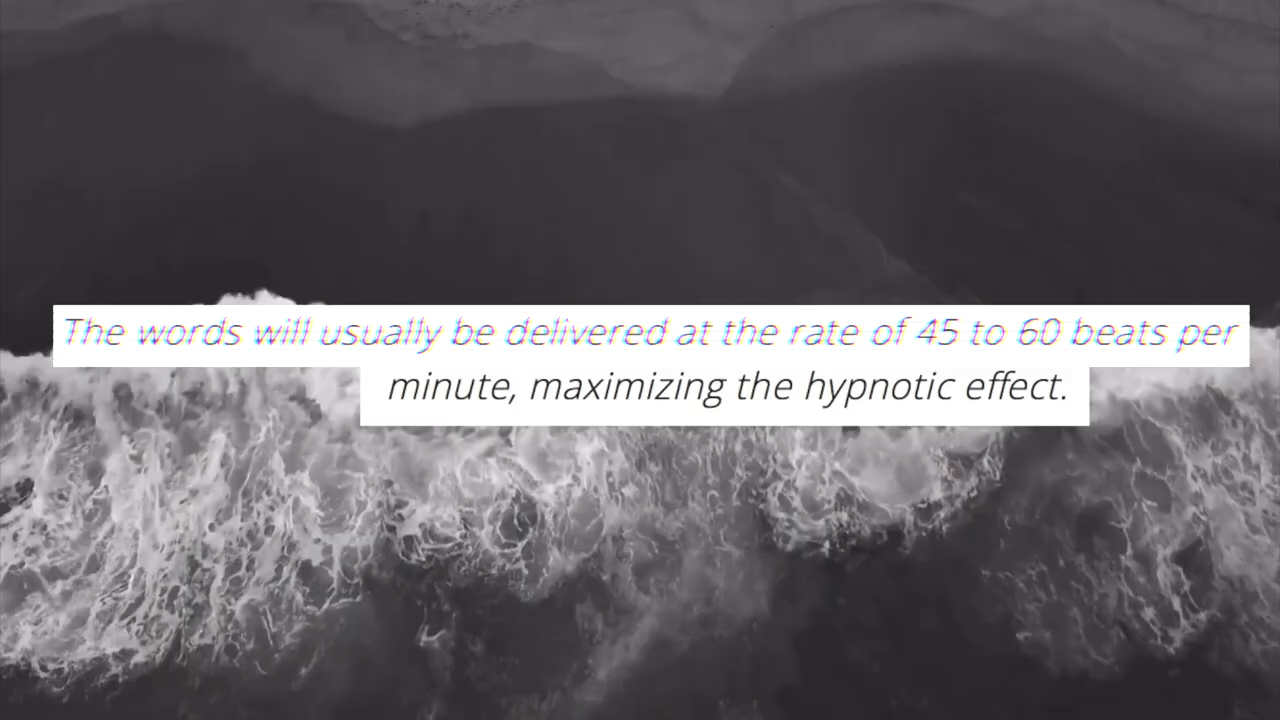 The words will usually be delivered at the rate of 45 to 60 beats per
minute, maximizing the hypnotic effect.